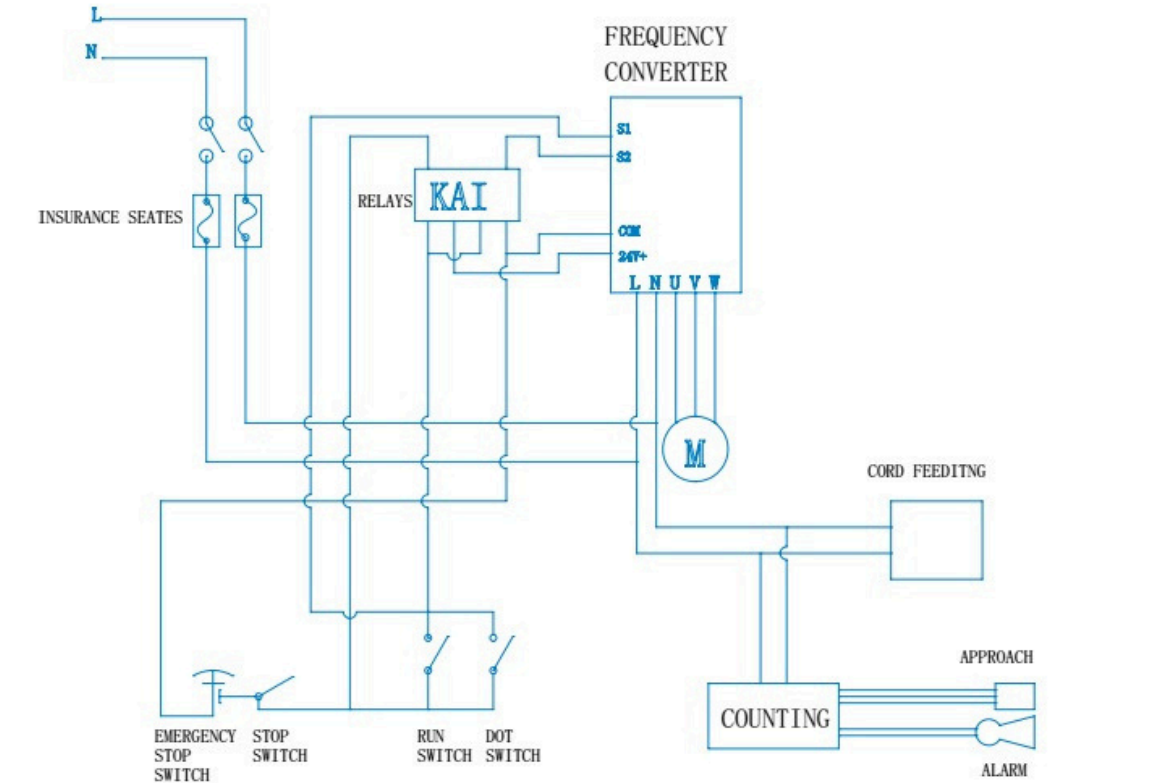 L
N
FREQUENCY
CONVERTER
S1
S2
RELAYS
KAI
INSURANCE SEATES
COM
24V+
L N U V W
M
CORD FEEDITNG
APPROACH
COUNTING
EMERGENCY
STOP
SWITCH
STOP
SWITCH
RUN
SWITCH
DOT
SWITCH
ALARM